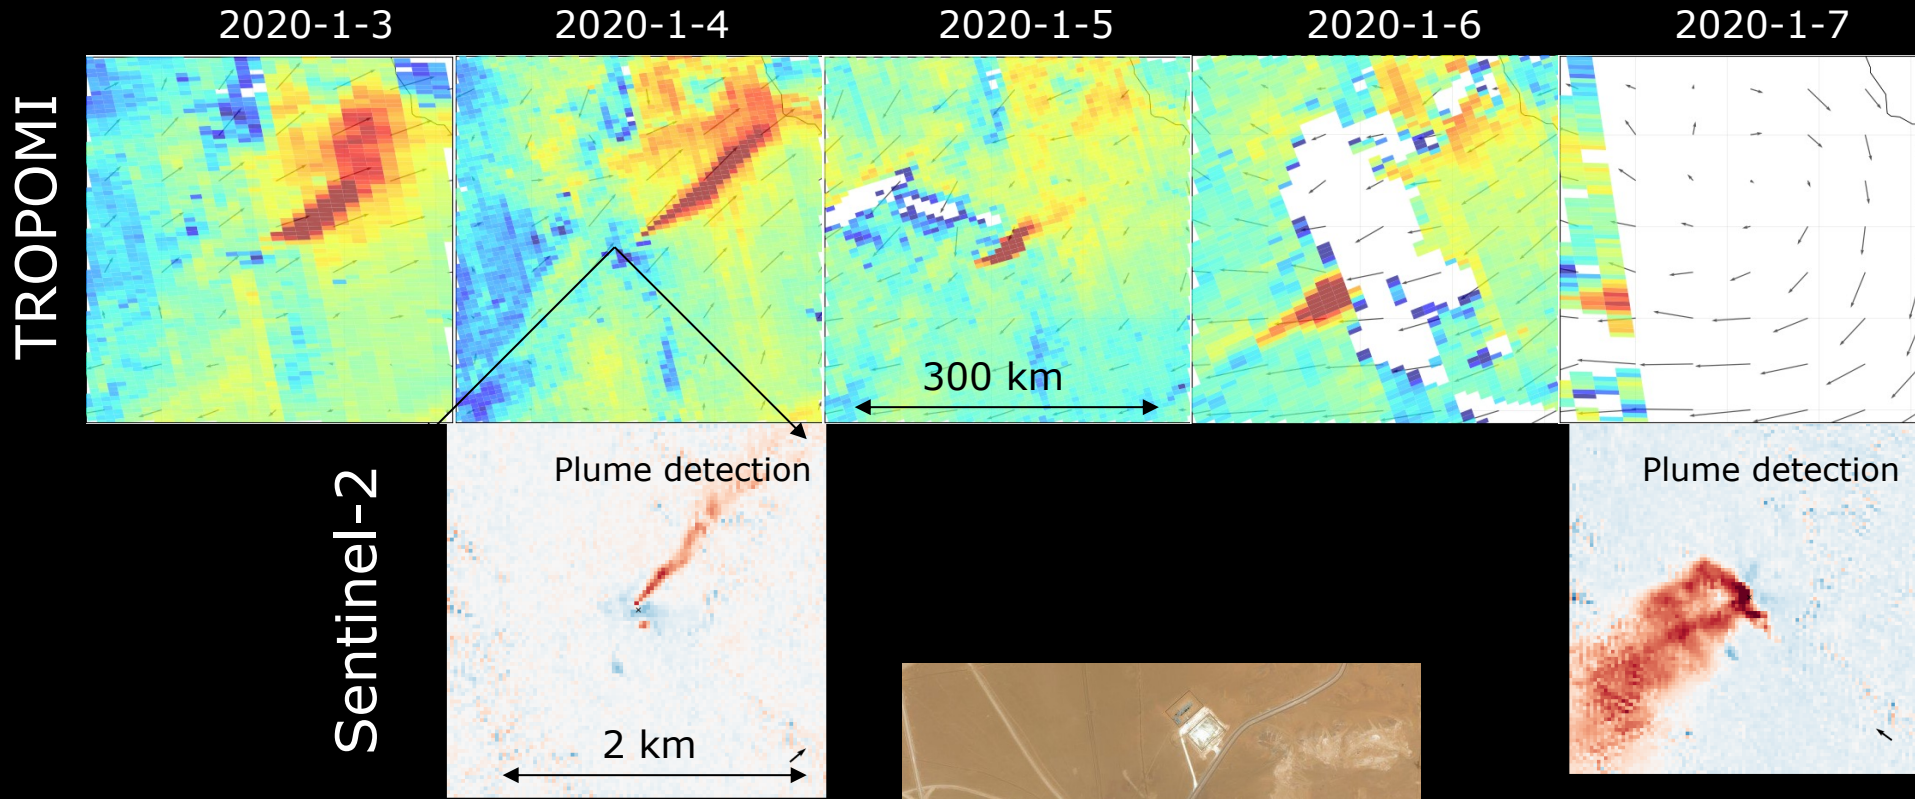 2020-1-3 2020-1-4 2020-1-5 2020-1-6 2020-1-7
TROPOMI
300 km
Sentinel-2
Plume detection
Plume detection
2 km